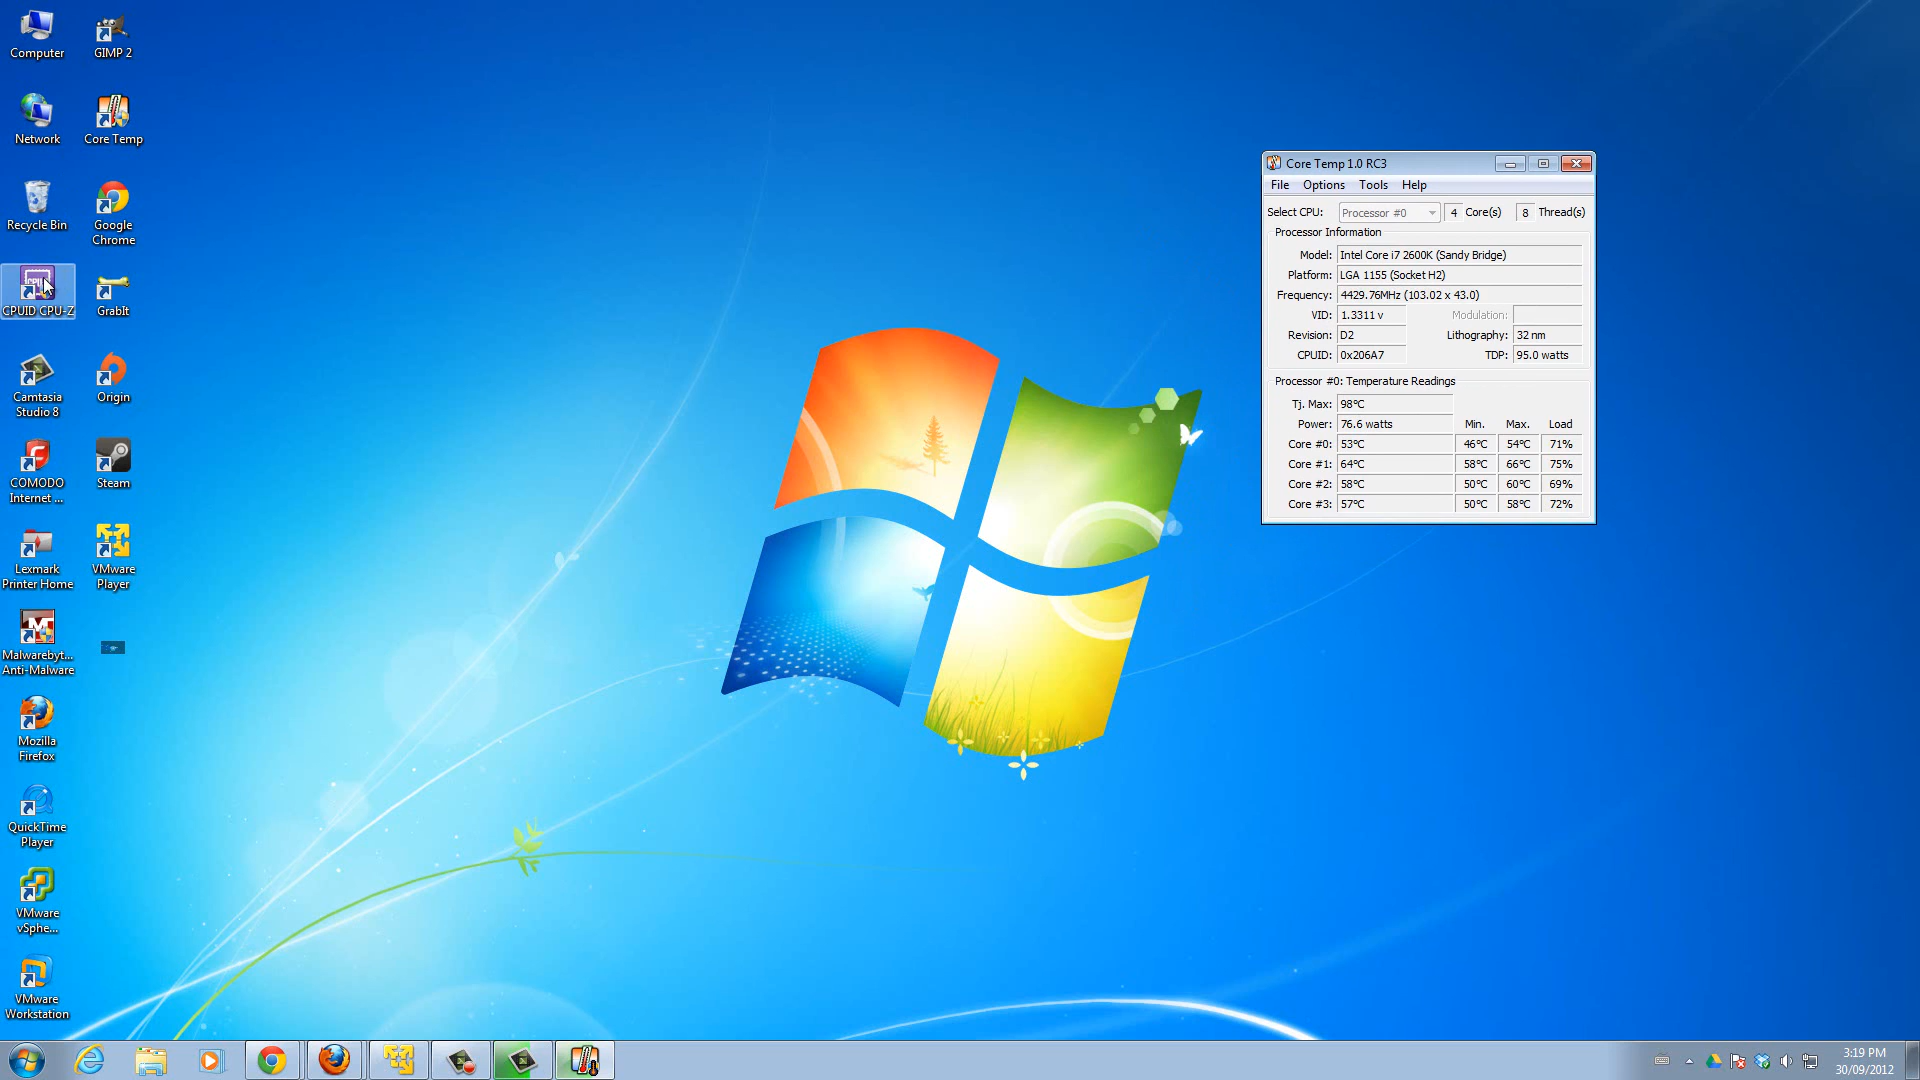 Computer
GIMP 2
Network
Core Temp
Recycle Bin
Google
Chrome
CPUID CPU-Z
GrabIt
Camtasia
Studio 8
Origin
COMODO
Internet ...
Steam
Lexmark
Printer Home
VMware
Player
Malwarebyt...
Anti-Malware
Mozilla
Firefox
QuickTime
Player
VMware
vSphe...
VMware
Workstation
Core Temp 1.0 RC3
File Options Tools Help
Select CPU: Processor #0 4 Core(s) 8 Thread(s)
Processor Information
Model: Intel Core i7 2600K (Sandy Bridge)
Platform: LGA 1155 (Socket H2)
Frequency: 4429.76MHz (103.02 x 43.0)
VID: 1.3311 v Modulation:
Revision: D2 Lithography: 32 nm
CPUID: 0x206A7 TDP: 95.0 watts
Processor #0: Temperature Readings
Tj. Max: 98°C
Power: 76.6 watts Min. Max. Load
Core #0: 53°C 46°C 54°C 71%
Core #1: 64°C 58°C 66°C 75%
Core #2: 58°C 50°C 60°C 69%
Core #3: 57°C 50°C 58°C 72%
3:19 PM
30/09/2012